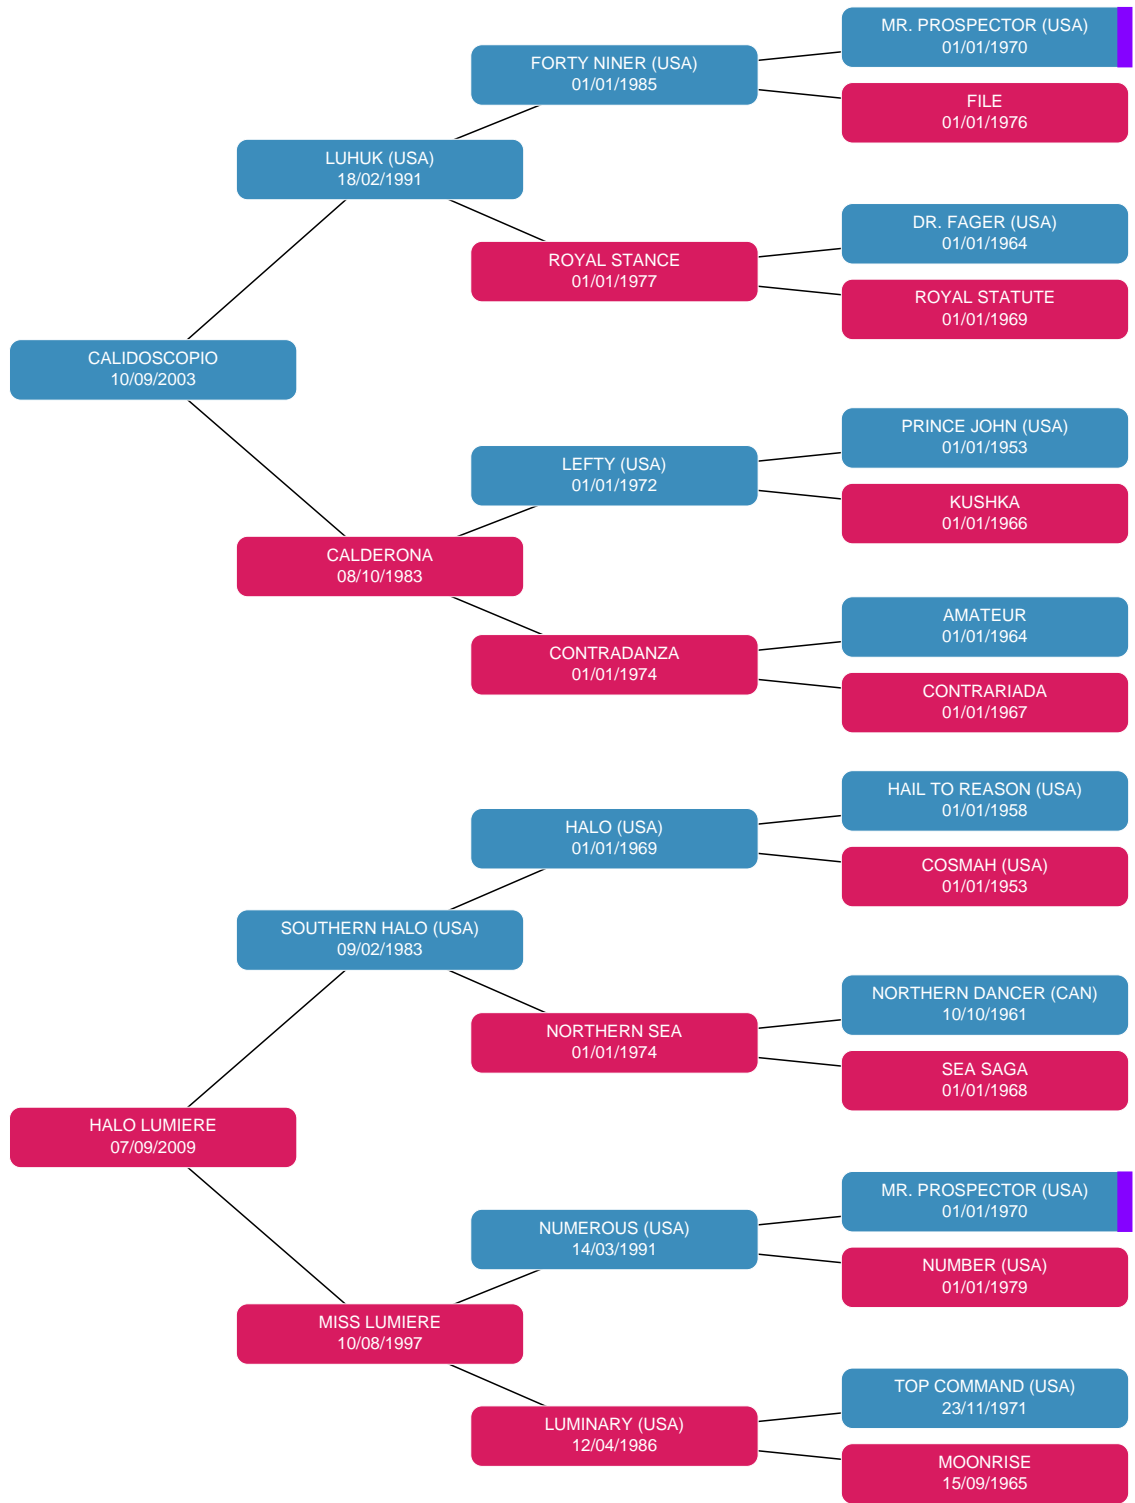 MR. PROSPECTOR (USA)
01/01/1970
FORTY NINER (USA)
01/01/1985
FILE
01/01/1976
LUHUK (USA)
18/02/1991
DR. FAGER (USA)
01/01/1964
ROYAL STANCE
01/01/1977
ROYAL STATUTE
01/01/1969
CALIDOSCOPIO
10/09/2003
PRINCE JOHN (USA)
01/01/1953
LEFTY (USA)
01/01/1972
KUSHKA
01/01/1966
CALDERONA
08/10/1983
AMATEUR
01/01/1964
CONTRADANZA
01/01/1974
CONTRARIADA
01/01/1967
HAIL TO REASON (USA)
01/01/1958
HALO (USA)
01/01/1969
COSMAH (USA)
01/01/1953
SOUTHERN HALO (USA)
09/02/1983
NORTHERN DANCER (CAN)
10/10/1961
NORTHERN SEA
01/01/1974
SEA SAGA
01/01/1968
HALO LUMIERE
07/09/2009
MR. PROSPECTOR (USA)
01/01/1970
NUMEROUS (USA)
14/03/1991
NUMBER (USA)
01/01/1979
MISS LUMIERE
10/08/1997
TOP COMMAND (USA)
23/11/1971
LUMINARY (USA)
12/04/1986
MOONRISE
15/09/1965